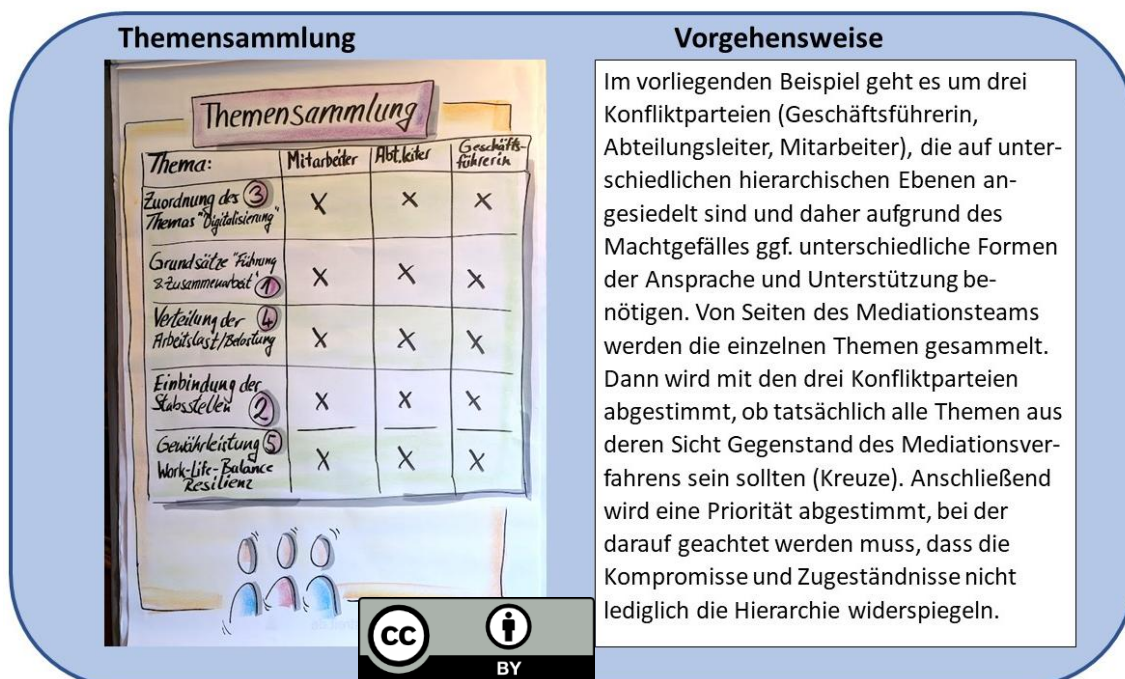 Themensammlung
Themensammlung
Thema:
Mitarbeiter
Abt.leiter
Geschäfts-
führerin
Zuordnung des 3
Themas "Digitalisierung"
X X X
Grundsätze "Führung
& Zusammenarbeit" 1
X X X
Verteilung der 4
Arbeitslast/Belastung
X X X
Einbindung der
Stabsstellen 2
X X X
Gewährleistung 5
Work-Life-Balance
Resilienz
X X X
Vorgehensweise
Im vorliegenden Beispiel geht es um drei
Konfliktparteien (Geschäftsführerin,
Abteilungsleiter, Mitarbeiter), die auf unter-
schiedlichen hierarchischen Ebenen an-
gesiedelt sind und daher aufgrund des
Machtgefälles ggf. unterschiedliche Formen
der Ansprache und Unterstützung be-
nötigen. Von Seiten des Mediationsteams
werden die einzelnen Themen gesammelt.
Dann wird mit den drei Konfliktparteien
abgestimmt, ob tatsächlich alle Themen aus
deren Sicht Gegenstand des Mediationsver-
fahrens sein sollten (Kreuze). Anschließend
wird eine Priorität abgestimmt, bei der
darauf geachtet werden muss, dass die
Kompromisse und Zugeständnisse nicht
lediglich die Hierarchie widerspiegeln.
CC
BY